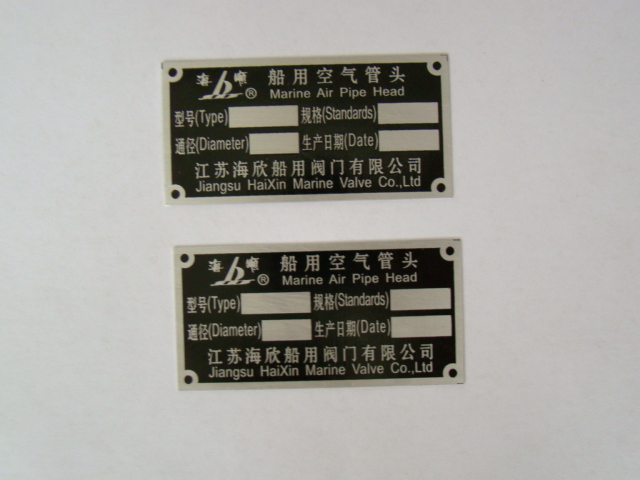 海 顺 ® 船用空气管头
Marine Air Pipe Head
型号(Type) 规格(Standards)
通径(Diameter) 生产日期(Date)
江苏海欣船用阀门有限公司
Jiangsu HaiXin Marine Valve Co.,Ltd
海 顺 ® 船用空气管头
Marine Air Pipe Head
型号(Type) 规格(Standards)
通径(Diameter) 生产日期(Date)
江苏海欣船用阀门有限公司
Jiangsu HaiXin Marine Valve Co.,Ltd